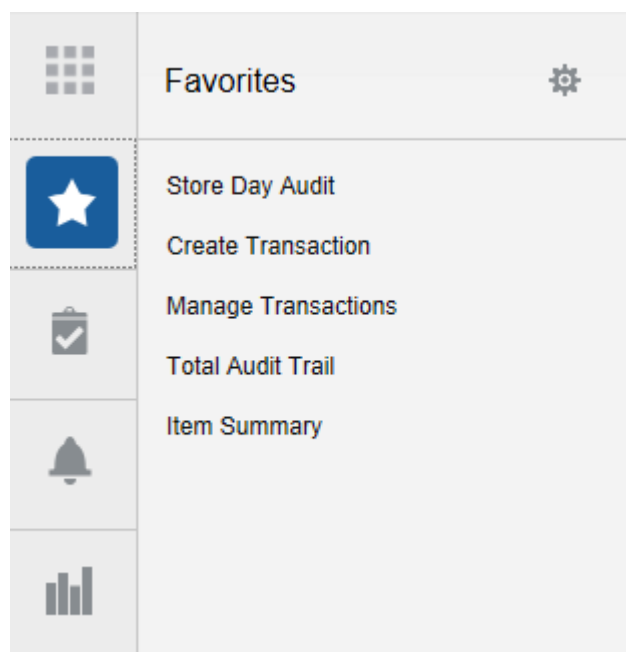 Favorites
Store Day Audit
Create Transaction
Manage Transactions
Total Audit Trail
Item Summary